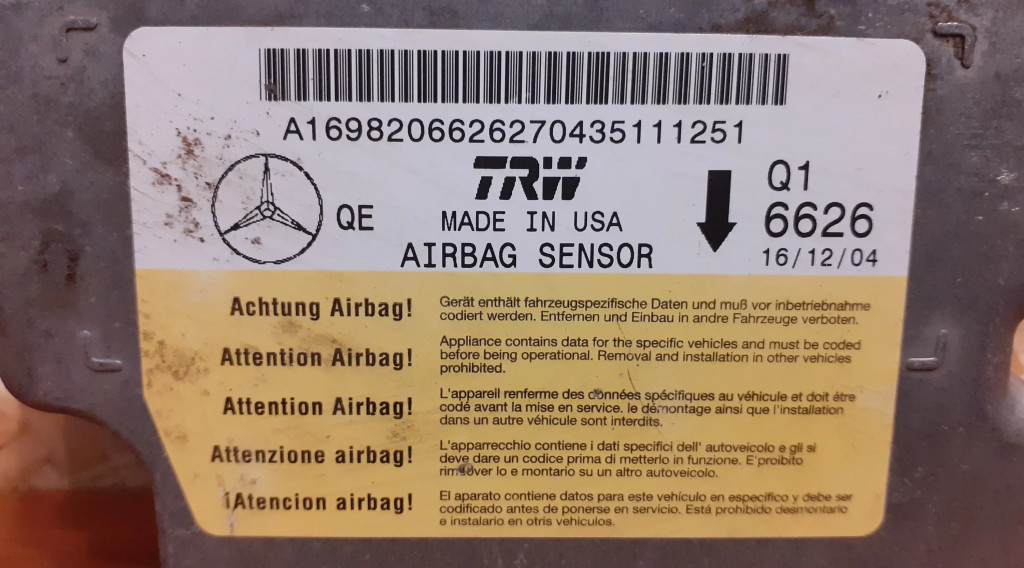 A1698206626270435111251
TRW
QE
MADE IN USA
AIRBAG SENSOR
Q1
6626
16/12/04
Achtung Airbag!
Gerät enthält fahrzeugspezifische Daten und muß vor inbetriebnahme
codiert werden. Entfernen und Einbau in andre Fahrzeuge verboten.
Attention Airbag!
Appliance contains data for the specific vehicles and must be coded
before being operational. Removal and installation in other vehicles
prohibited.
Attention Airbag!
L'appareil renferme des données spécifiques au véhicule et doit étre
codé avant la mise en service. le démontage ainsi que l'installation
dans un autre véhicule sont interdits.
Attenzione airbag!
L'apparrecchio contiene i dati specifici dell' autoveicolo e gli si
deve dare un codice prima di metterlo in funzione. E'proibito
rimuover lo e montario su un altro autoveicolo.
¡Atencion airbag!
El aparato contiene datos para este vehículo en especifico y debe ser
codificado antes de ponerse en servicio. Está prohibido desmontario
e instalario en otris vehiculos.